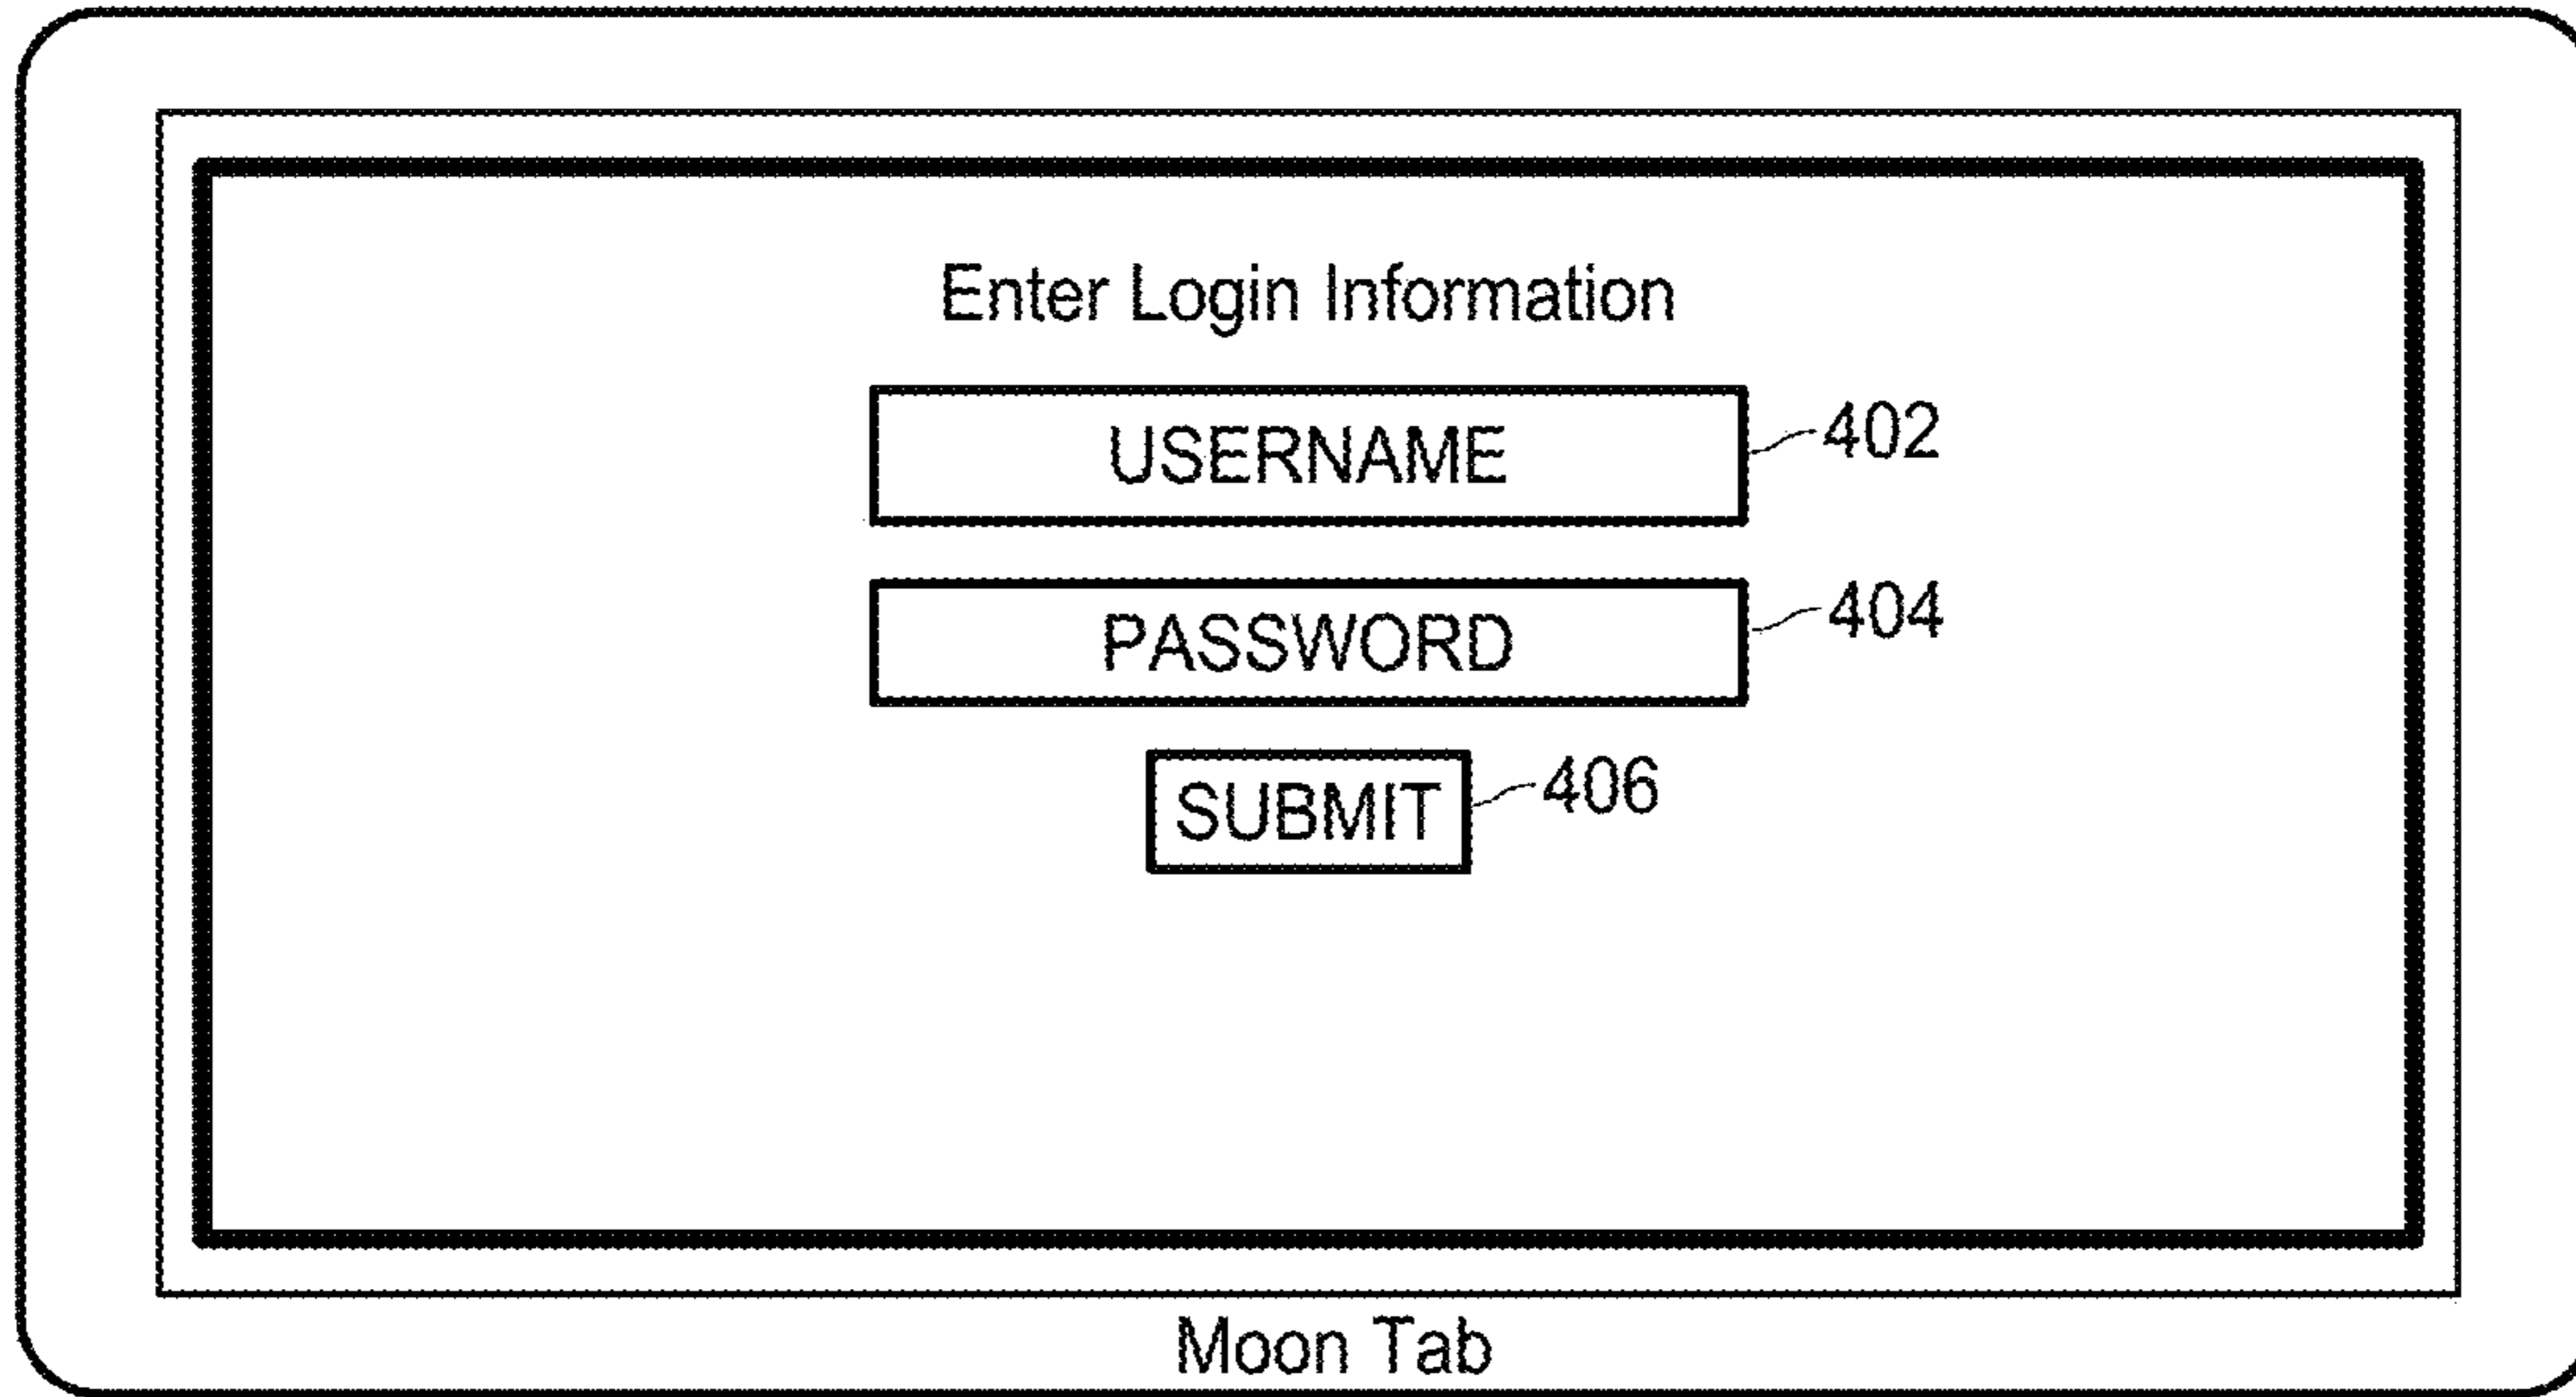 Enter Login Information
USERNAME 402
PASSWORD 404
SUBMIT 406
Moon Tab